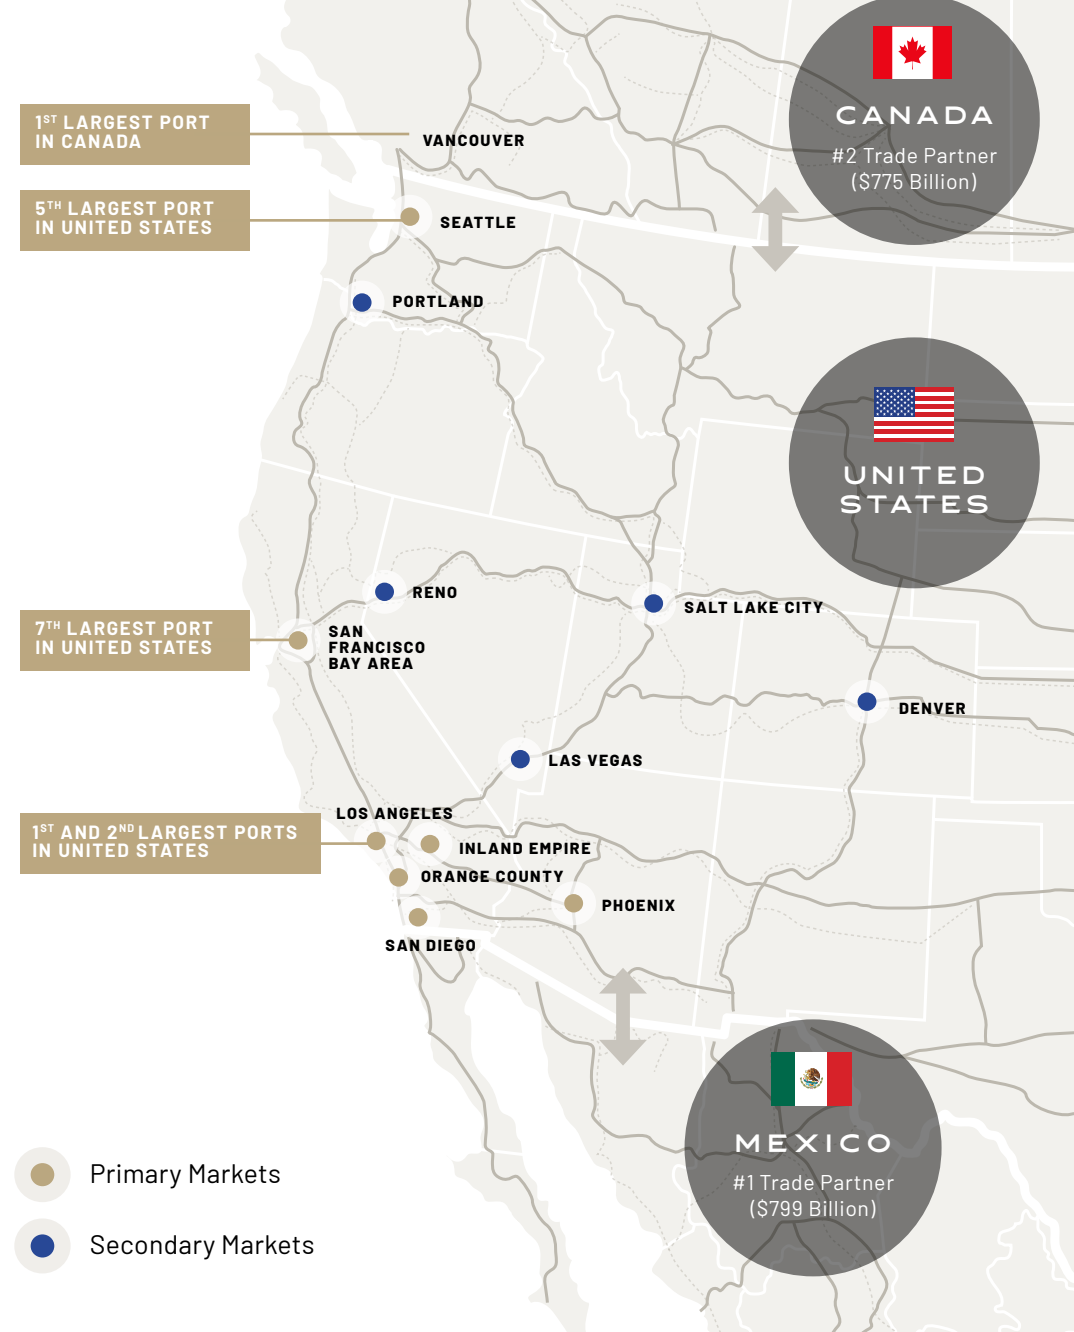 CANADA
#2 Trade Partner
($775 Billion)
1ST LARGEST PORT
IN CANADA
VANCOUVER
5TH LARGEST PORT
IN UNITED STATES
SEATTLE
PORTLAND
UNITED
STATES
RENO
SALT LAKE CITY
7TH LARGEST PORT
IN UNITED STATES
SAN
FRANCISCO
BAY AREA
DENVER
LAS VEGAS
LOS ANGELES
1ST AND 2ND LARGEST PORTS
IN UNITED STATES
INLAND EMPIRE
ORANGE COUNTY
PHOENIX
SAN DIEGO
MEXICO
#1 Trade Partner
($799 Billion)
Primary Markets
Secondary Markets